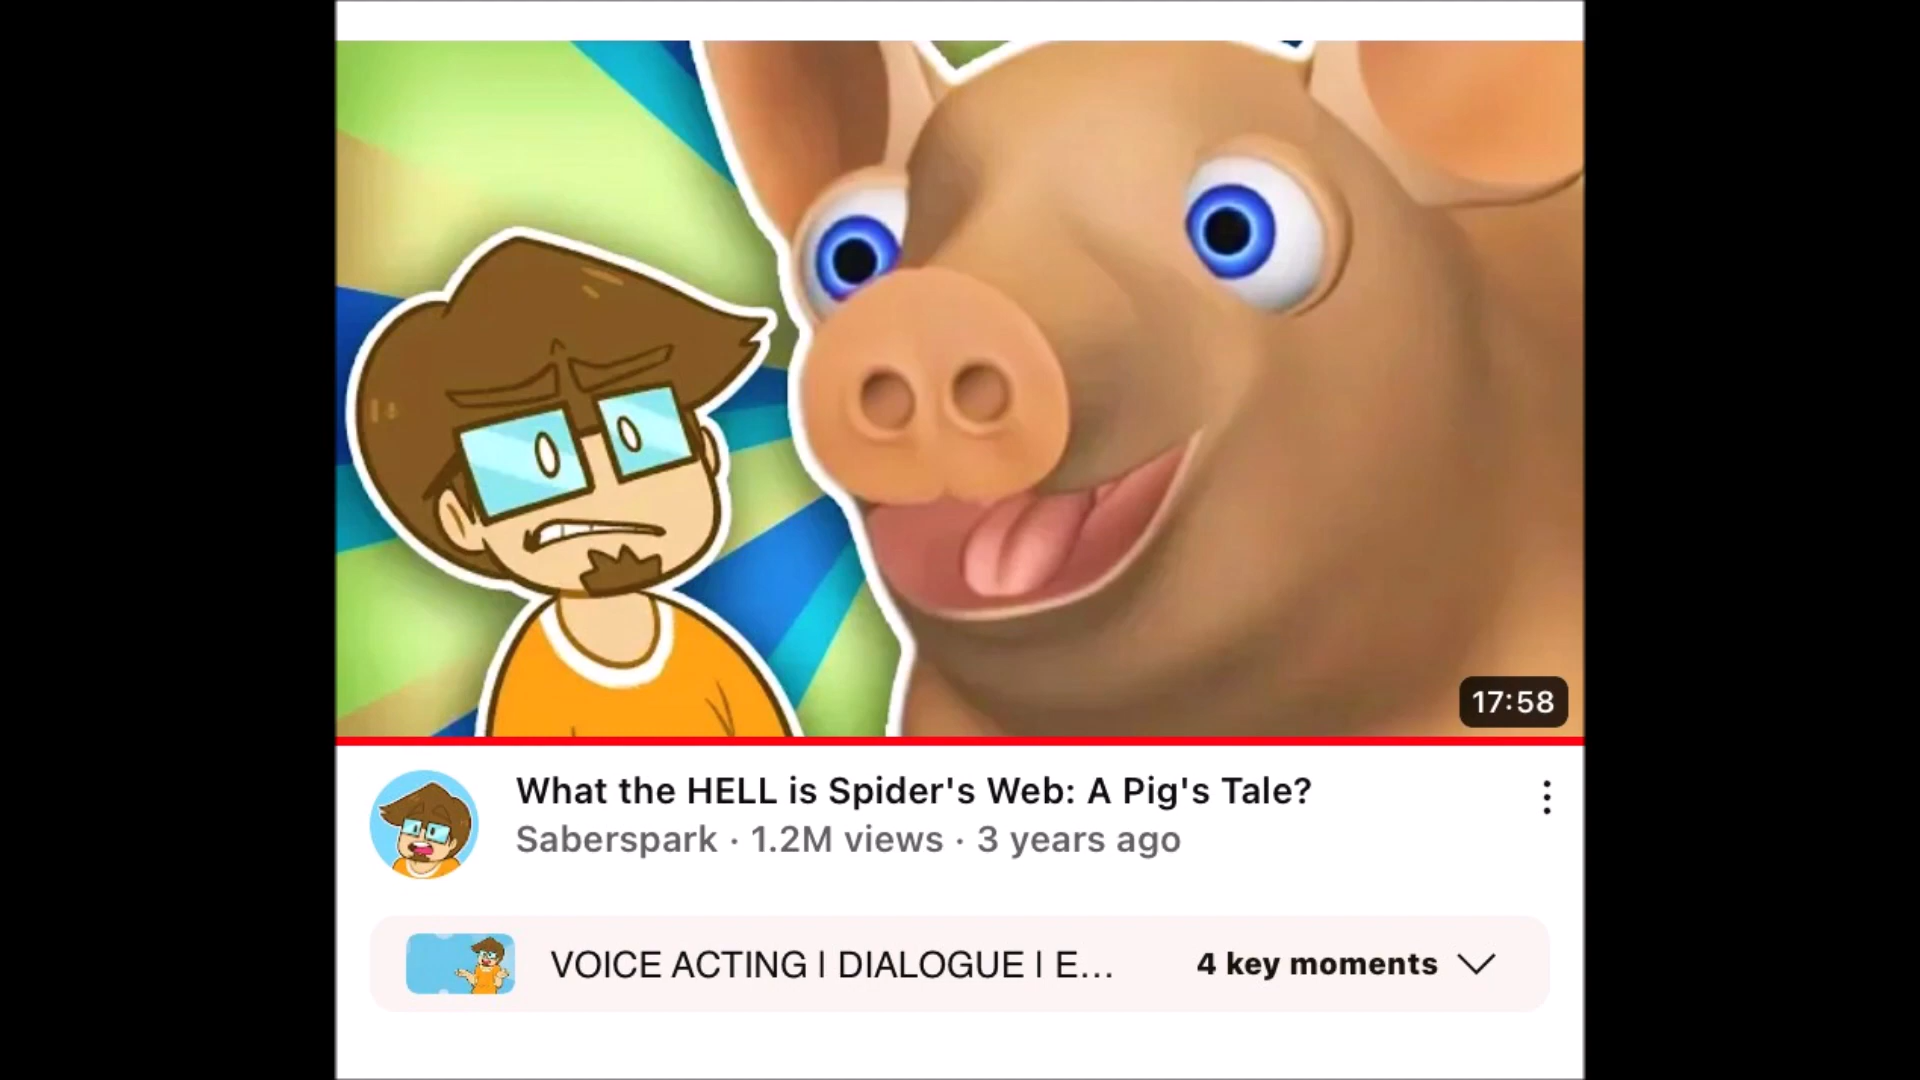 17:58
What the HELL is Spider's Web: A Pig's Tale?
Saberspark · 1.2M views · 3 years ago
VOICE ACTING | DIALOGUE | E... 4 key moments